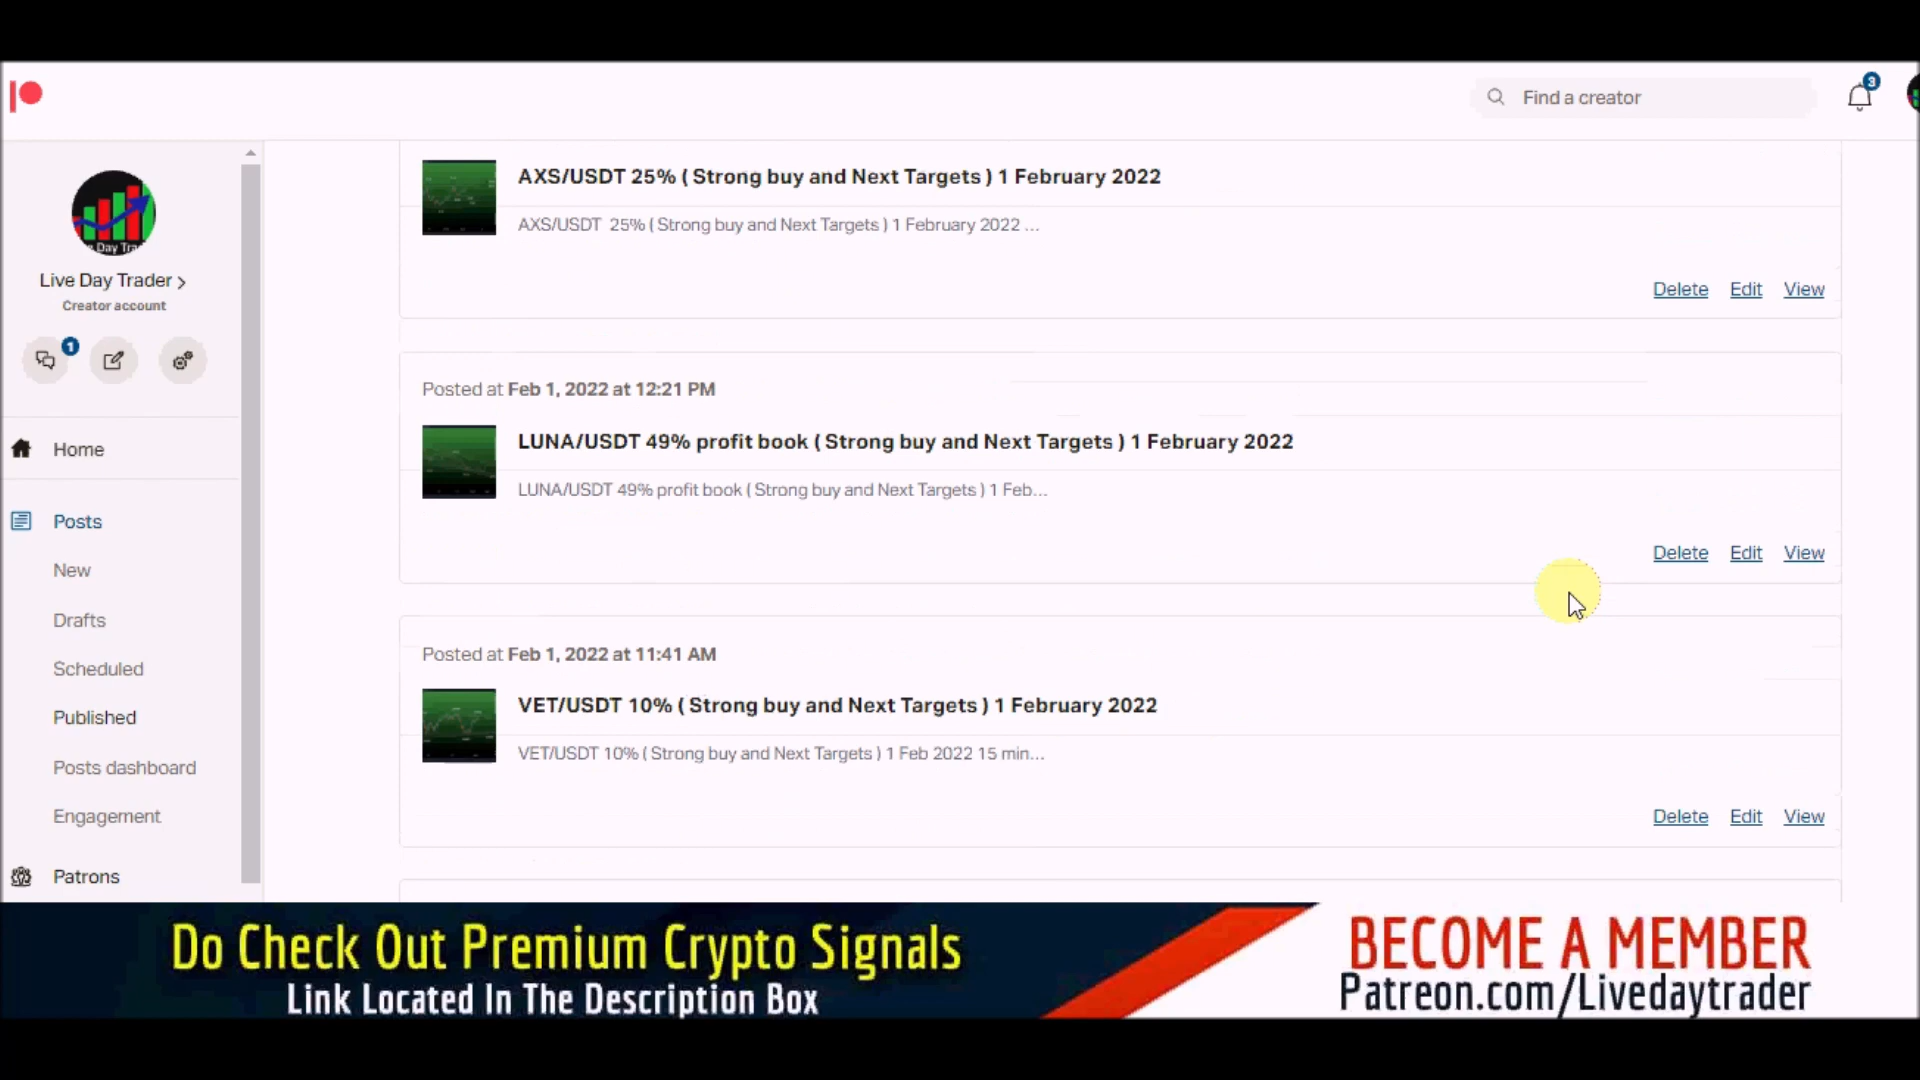 Find a creator
3
Day Tra
Live Day Trader
Creator account
1
Home
Posts
New
Drafts
Scheduled
Published
Posts dashboard
Engagement
Patrons
AXS/USDT 25% ( Strong buy and Next Targets ) 1 February 2022
AXS/USDT 25% ( Strong buy and Next Targets ) 1 February 2022 ...
Delete Edit View
Posted at Feb 1, 2022 at 12:21 PM
LUNA/USDT 49% profit book ( Strong buy and Next Targets ) 1 February 2022
LUNA/USDT 49% profit book ( Strong buy and Next Targets ) 1 Feb...
Delete Edit View
Posted at Feb 1, 2022 at 11:41 AM
VET/USDT 10% ( Strong buy and Next Targets ) 1 February 2022
VET/USDT 10% ( Strong buy and Next Targets ) 1 Feb 2022 15 min...
Delete Edit View
Do Check Out Premium Crypto Signals
Link Located In The Description Box
BECOME A MEMBER
Patreon.com/Livedaytrader